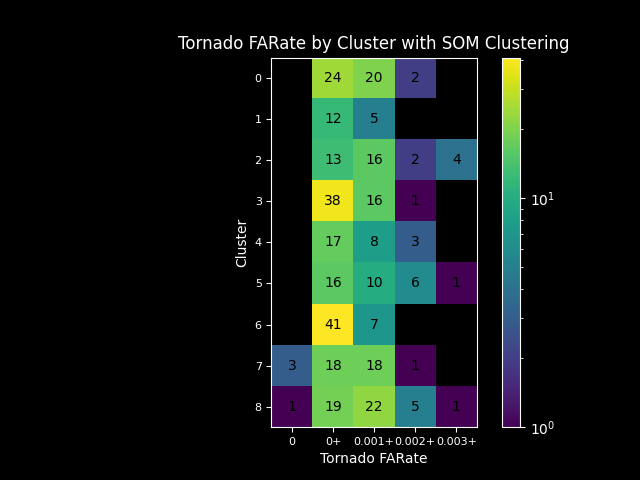 Tornado FARate by Cluster with SOM Clustering
0 24 20 2
1 12 5
2 13 16 2 4
3 38 16 1
4 17 8 3
5 16 10 6 1
6 41 7
7 3 18 18 1
8 1 19 22 5 1
0 0+ 0.001+ 0.002+ 0.003+
Tornado FARate
Cluster
10¹
10⁰